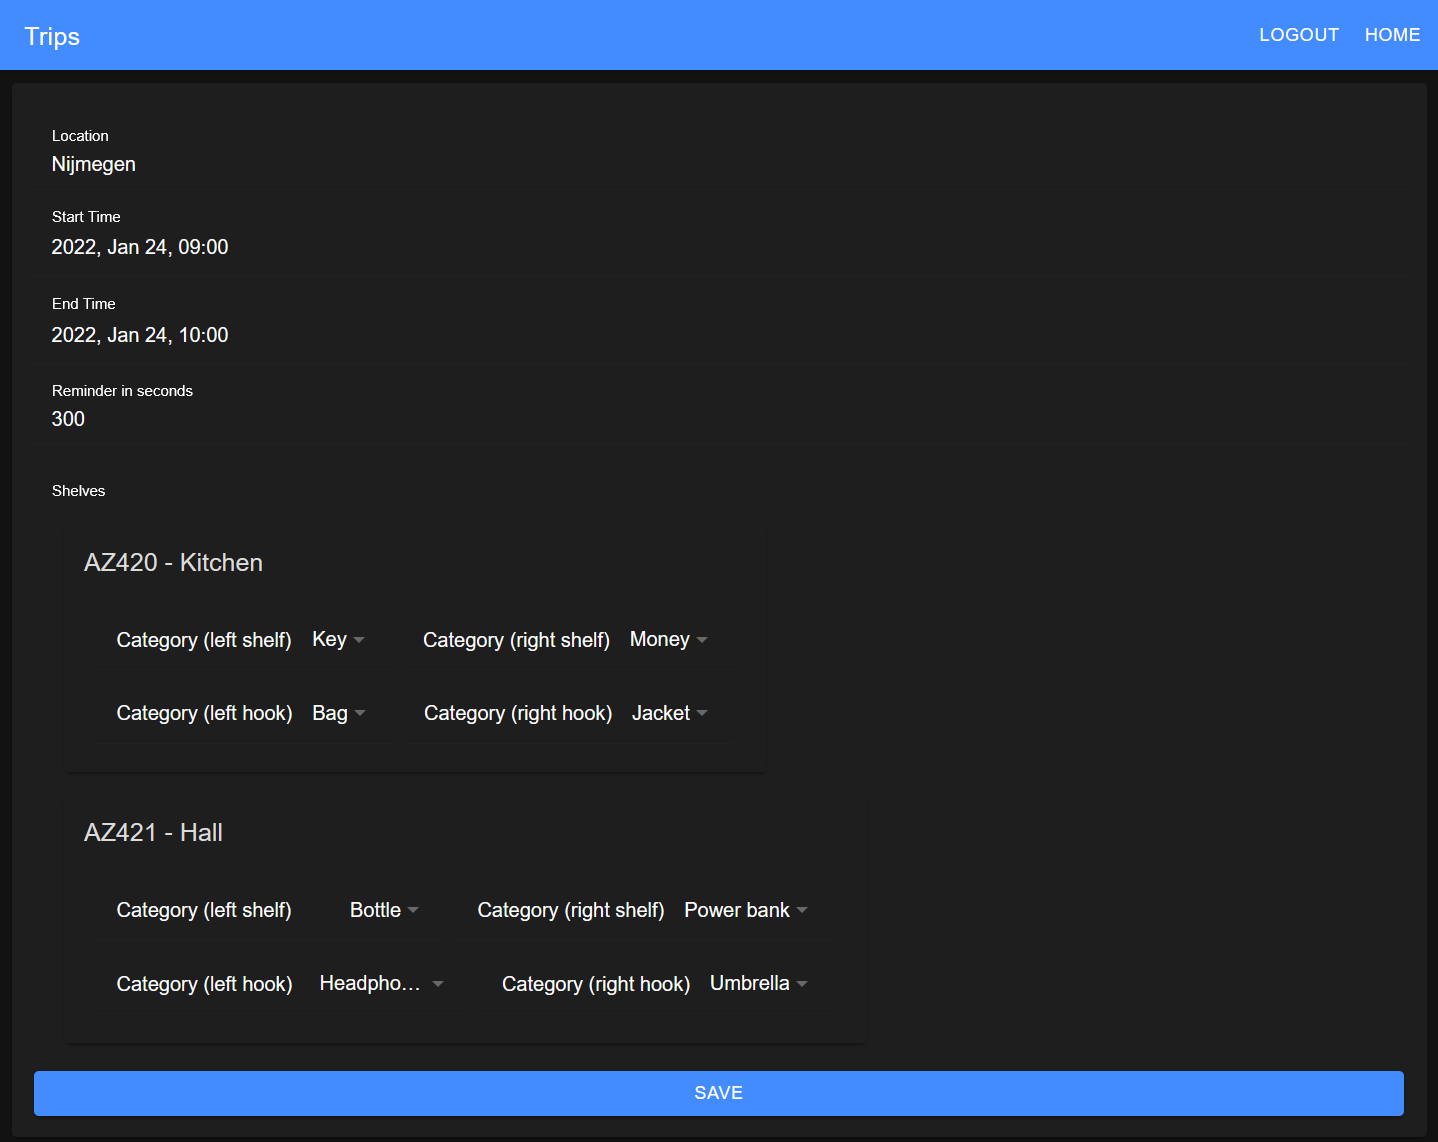 Trips LOGOUT HOME
Location
Nijmegen
Start Time
2022, Jan 24, 09:00
End Time
2022, Jan 24, 10:00
Reminder in seconds
300
Shelves
AZ420 - Kitchen
Category (left shelf) Key Category (right shelf) Money
Category (left hook) Bag Category (right hook) Jacket
AZ421 - Hall
Category (left shelf) Bottle Category (right shelf) Power bank
Category (left hook) Headpho... Category (right hook) Umbrella
SAVE